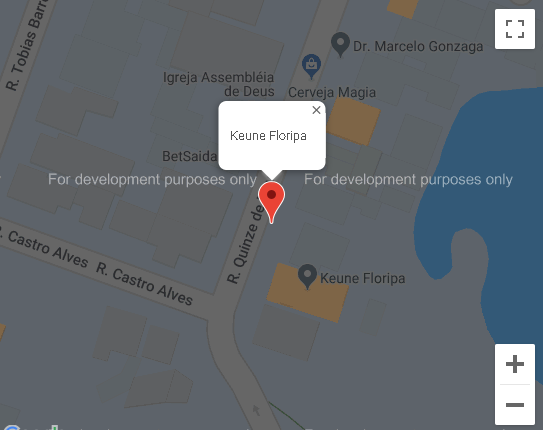 R. Tobias Barr
Dr. Marcelo Gonzaga
Igreja Assembléia
de Deus
Cerveja Magia
×
Keune Floripa
BetSaida
For development purposes only
For development purposes only
R. Quinze de
R. Castro Alves
R. Castro Alves
Keune Floripa
+
−